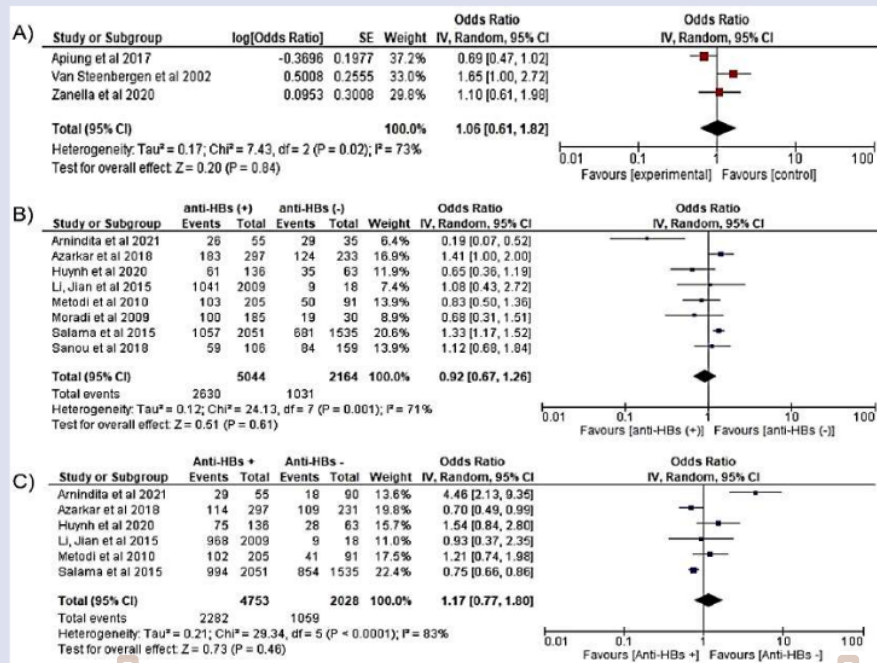 A)
Odds Ratio Odds Ratio
Study or Subgroup log[Odds Ratio] SE Weight IV, Random, 95% CI IV, Random, 95% CI
Apiung et al 2017 -0.3696 0.1977 37.2% 0.69 [0.47, 1.02]
Van Steenbergen et al 2002 0.5008 0.2555 33.0% 1.65 [1.00, 2.72]
Zanella et al 2020 0.0953 0.3008 29.8% 1.10 [0.61, 1.98]
Total (95% CI) 100.0% 1.06 [0.61, 1.82]
Heterogeneity: Tau² = 0.17; Chi² = 7.43, df = 2 (P = 0.02); I² = 73%
Test for overall effect: Z = 0.20 (P = 0.84)
0.01 0.1 1 10 100
Favours [experimental] Favours [control]
B)
anti-HBs (+) anti-HBs (-) Odds Ratio Odds Ratio
Study or Subgroup Events Total Events Total Weight IV, Random, 95% CI IV, Random, 95% CI
Arnindita et al 2021 26 55 29 35 6.4% 0.19 [0.07, 0.52]
Azarkar et al 2018 183 297 124 233 16.9% 1.41 [1.00, 2.00]
Huynh et al 2020 61 136 35 63 11.9% 0.65 [0.36, 1.19]
Li, Jian et al 2015 1041 2009 9 18 7.4% 1.08 [0.43, 2.72]
Metodi et al 2010 103 205 50 91 13.9% 0.83 [0.50, 1.36]
Moradi et al 2009 100 185 19 30 8.9% 0.68 [0.31, 1.51]
Salama et al 2015 1057 2051 681 1535 20.6% 1.33 [1.17, 1.52]
Sanou et al 2018 59 106 84 159 13.9% 1.12 [0.68, 1.84]
Total (95% CI) 5044 2164 100.0% 0.92 [0.67, 1.26]
Total events 2630 1031
Heterogeneity: Tau² = 0.12; Chi² = 24.13, df = 7 (P = 0.001); I² = 71%
Test for overall effect: Z = 0.51 (P = 0.61)
0.01 0.1 1 10 100
Favours [anti-HBs (+)] Favours [anti-HBs (-)]
C)
Anti-HBs + Anti-HBs - Odds Ratio Odds Ratio
Study or Subgroup Events Total Events Total Weight IV, Random, 95% CI IV, Random, 95% CI
Arnindita et al 2021 29 55 18 90 13.6% 4.46 [2.13, 9.35]
Azarkar et al 2018 114 297 109 231 19.8% 0.70 [0.49, 0.99]
Huynh et al 2020 75 136 28 63 15.7% 1.54 [0.84, 2.80]
Li, Jian et al 2015 968 2009 9 18 11.0% 0.93 [0.37, 2.35]
Metodi et al 2010 102 205 41 91 17.5% 1.21 [0.74, 1.98]
Salama et al 2015 994 2051 854 1535 22.4% 0.75 [0.66, 0.86]
Total (95% CI) 4753 2028 100.0% 1.17 [0.77, 1.80]
Total events 2282 1059
Heterogeneity: Tau² = 0.21; Chi² = 29.34, df = 5 (P < 0.0001); I² = 83%
Test for overall effect: Z = 0.73 (P = 0.46)
0.01 0.1 1 10 100
Favours [Anti-HBs +] Favours [Anti-HBs -]